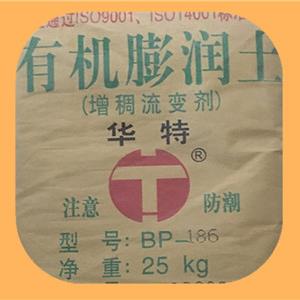 通过ISO9001、ISO14001标准
有机膨润土
(增稠流变剂)
华特
®
注意 防潮
型 号: BP-186
净 重: 25 kg